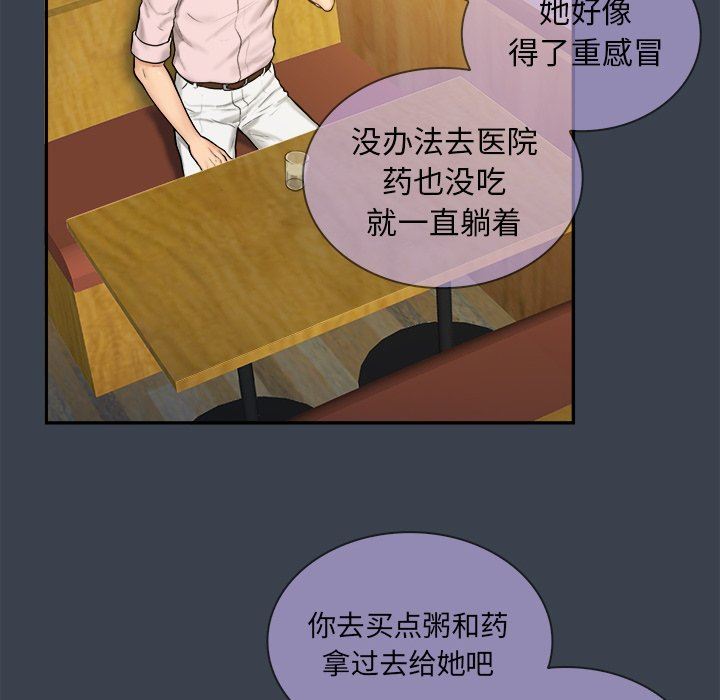 她好像
得了重感冒
没办法去医院
药也没吃
就一直躺着
你去买点粥和药
拿过去给她吧